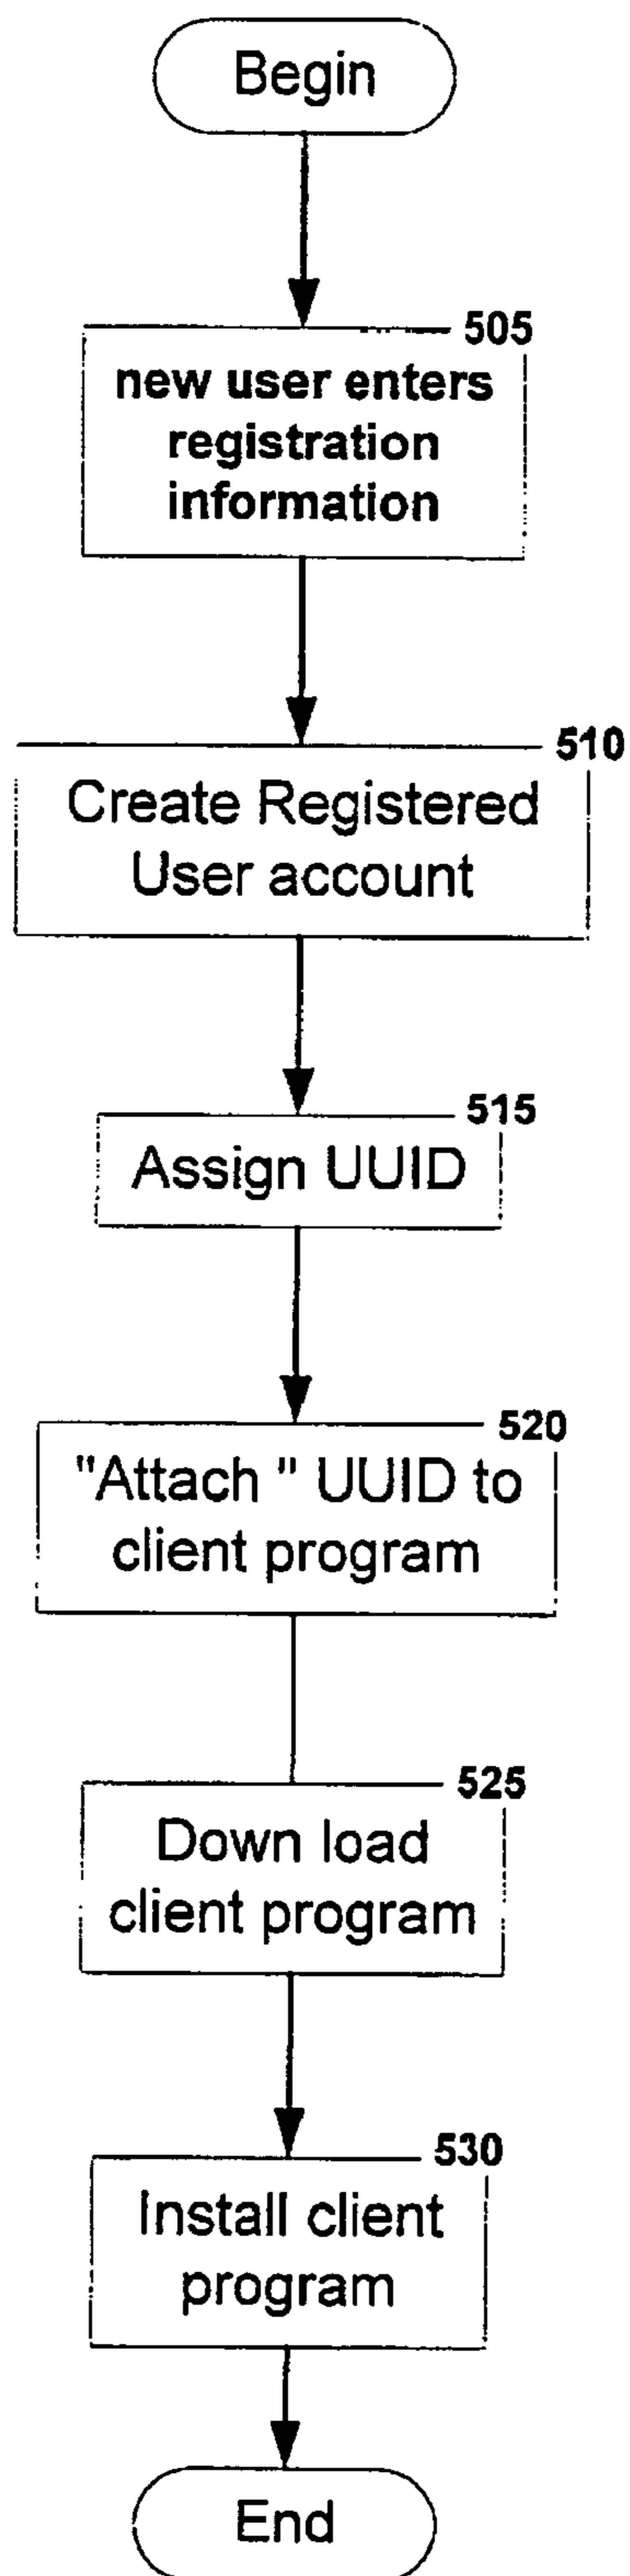 Begin
505
new user enters
registration
information
510
Create Registered
User account
515
Assign UUID
520
"Attach " UUID to
client program
525
Down load
client program
530
Install client
program
End